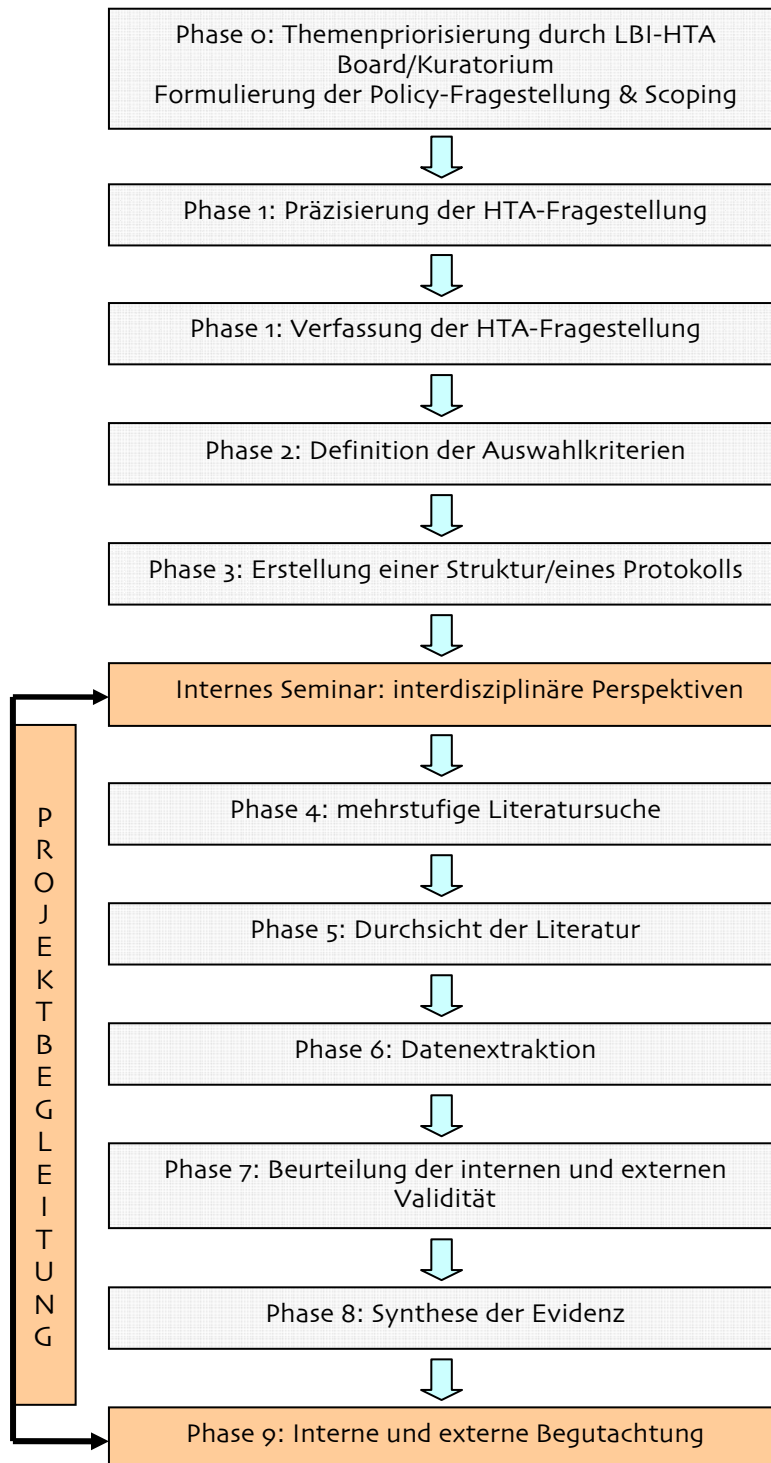 Phase 0: Themenpriorisierung durch LBI-HTA
Board/Kuratorium
Formulierung der Policy-Fragestellung & Scoping
Phase 1: Präzisierung der HTA-Fragestellung
Phase 1: Verfassung der HTA-Fragestellung
Phase 2: Definition der Auswahlkriterien
Phase 3: Erstellung einer Struktur/eines Protokolls
Internes Seminar: interdisziplinäre Perspektiven
Phase 4: mehrstufige Literatursuche
Phase 5: Durchsicht der Literatur
Phase 6: Datenextraktion
Phase 7: Beurteilung der internen und externen
Validität
Phase 8: Synthese der Evidenz
Phase 9: Interne und externe Begutachtung
PROJEKTBEGLEITUNG